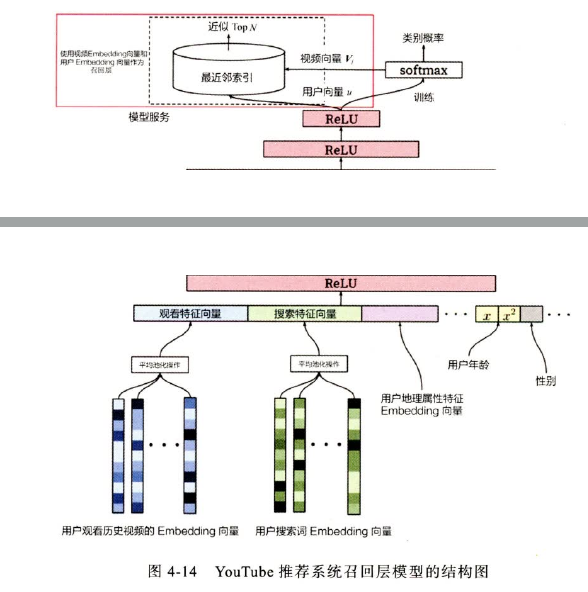 近似 Top N
类别概率
使用视频Embedding向量和
用户 Embedding 向量作为
召回层
视频向量 Vj
softmax
最近邻索引
用户向量 u
训练
模型服务
ReLU
ReLU
ReLU
观看特征向量
搜索特征向量
x
x²
平均池化操作
平均池化操作
用户年龄
性别
用户地理属性特征
Embedding 向量
用户观看历史视频的 Embedding 向量
用户搜索词 Embedding 向量
图 4-14 YouTube 推荐系统召回层模型的结构图